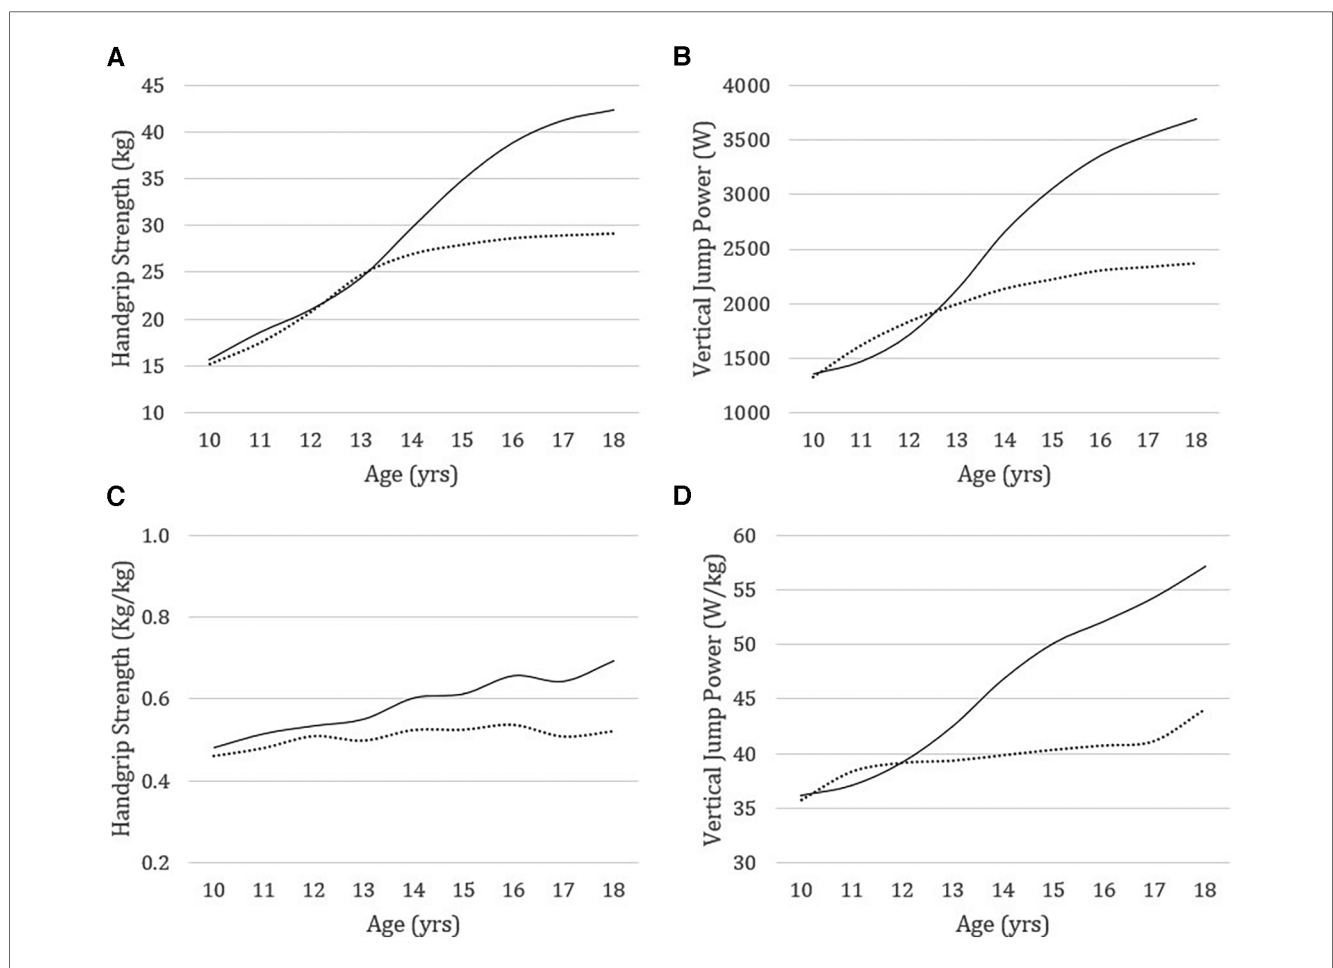 A
Handgrip Strength (kg)
45
40
35
30
25
20
15
10
10 11 12 13 14 15 16 17 18
Age (yrs)
B
Vertical Jump Power (W)
4000
3500
3000
2500
2000
1500
1000
10 11 12 13 14 15 16 17 18
Age (yrs)
C
Handgrip Strength (Kg/kg)
1.0
0.8
0.6
0.4
0.2
10 11 12 13 14 15 16 17 18
Age (yrs)
D
Vertical Jump Power (W/kg)
60
55
50
45
40
35
30
10 11 12 13 14 15 16 17 18
Age (yrs)